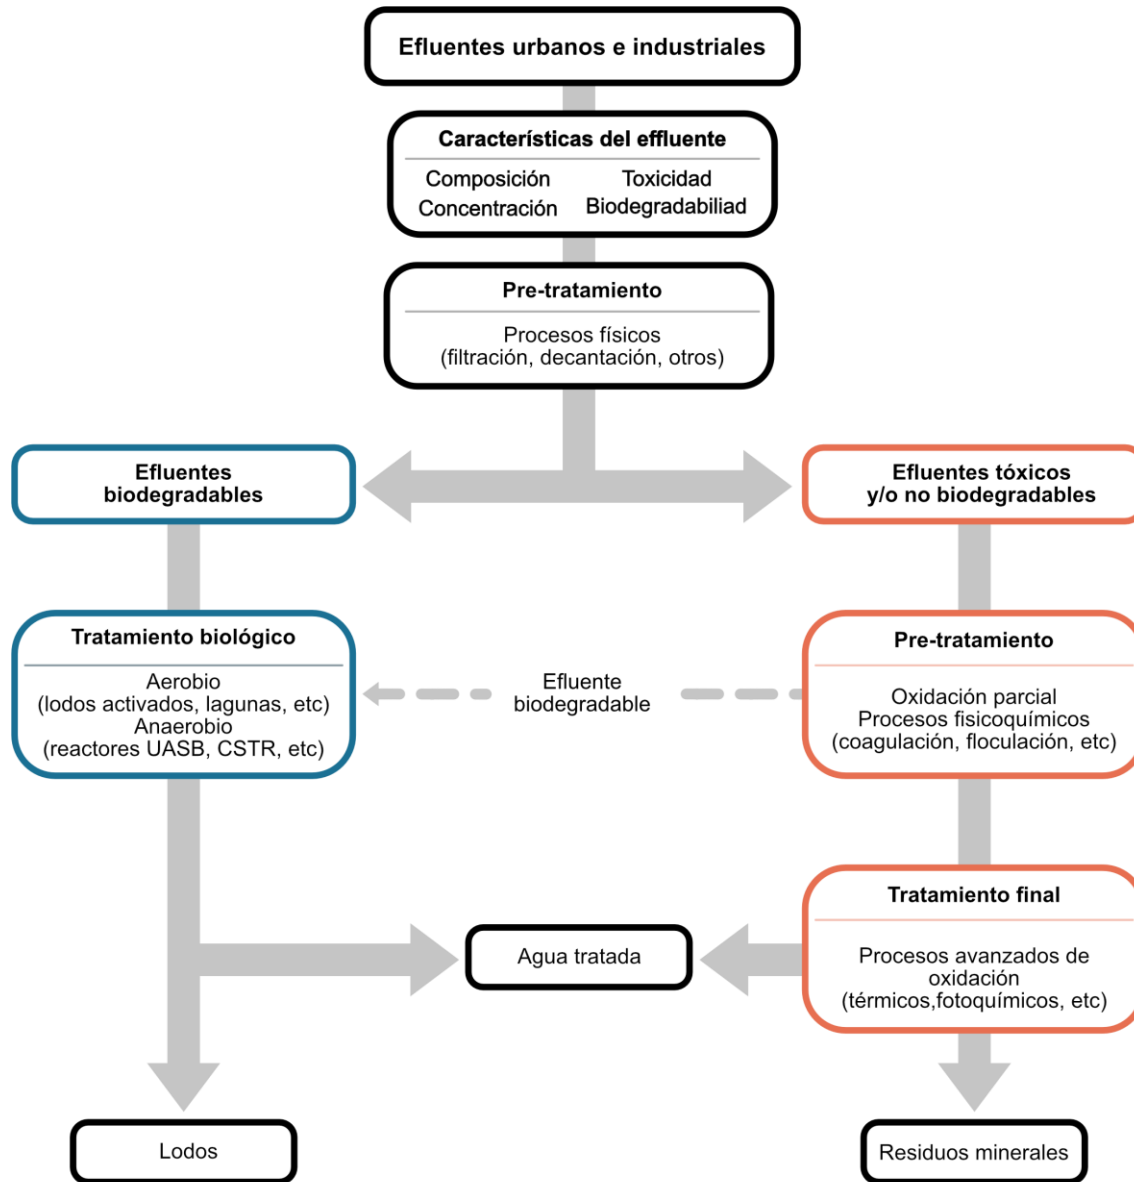 Efluentes urbanos e industriales
Características del effluente
Composición
Toxicidad
Concentración
Biodegradabiliad
Pre-tratamiento
Procesos físicos
(filtración, decantación, otros)
Efluentes
biodegradables
Efluentes tóxicos
y/o no biodegradables
Tratamiento biológico
Aerobio
(lodos activados, lagunas, etc)
Anaerobio
(reactores UASB, CSTR, etc)
Efluente
biodegradable
Pre-tratamiento
Oxidación parcial
Procesos fisicoquímicos
(coagulación, floculación, etc)
Tratamiento final
Procesos avanzados de
oxidación
(térmicos,fotoquímicos, etc)
Agua tratada
Lodos
Residuos minerales